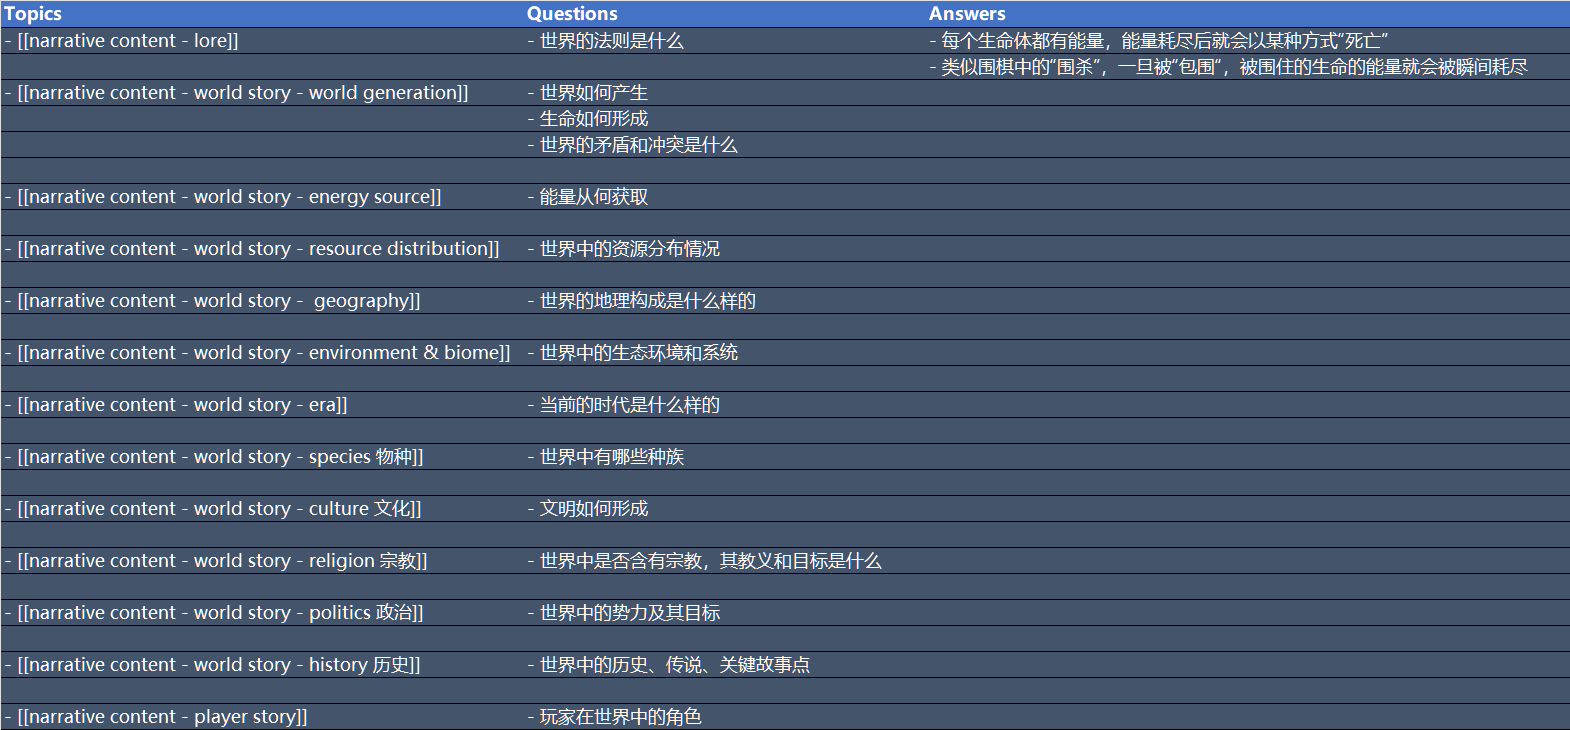 Topics Questions Answers
- [[narrative content - lore]] - 世界的法则是什么 - 每个生命体都有能量，能量耗尽后就会以某种方式“死亡”
- 类似围棋中的“围杀”，一旦被“包围“，被围住的生命的能量就会被瞬间耗尽
- [[narrative content - world story - world generation]] - 世界如何产生
- 生命如何形成
- 世界的矛盾和冲突是什么
- [[narrative content - world story - energy source]] - 能量从何获取
- [[narrative content - world story - resource distribution]] - 世界中的资源分布情况
- [[narrative content - world story -  geography]] - 世界的地理构成是什么样的
- [[narrative content - world story - environment & biome]] - 世界中的生态环境和系统
- [[narrative content - world story - era]] - 当前的时代是什么样的
- [[narrative content - world story - species 物种]] - 世界中有哪些种族
- [[narrative content - world story - culture 文化]] - 文明如何形成
- [[narrative content - world story - religion 宗教]] - 世界中是否含有宗教，其教义和目标是什么
- [[narrative content - world story - politics 政治]] - 世界中的势力及其目标
- [[narrative content - world story - history 历史]] - 世界中的历史、传说、关键故事点
- [[narrative content - player story]] - 玩家在世界中的角色